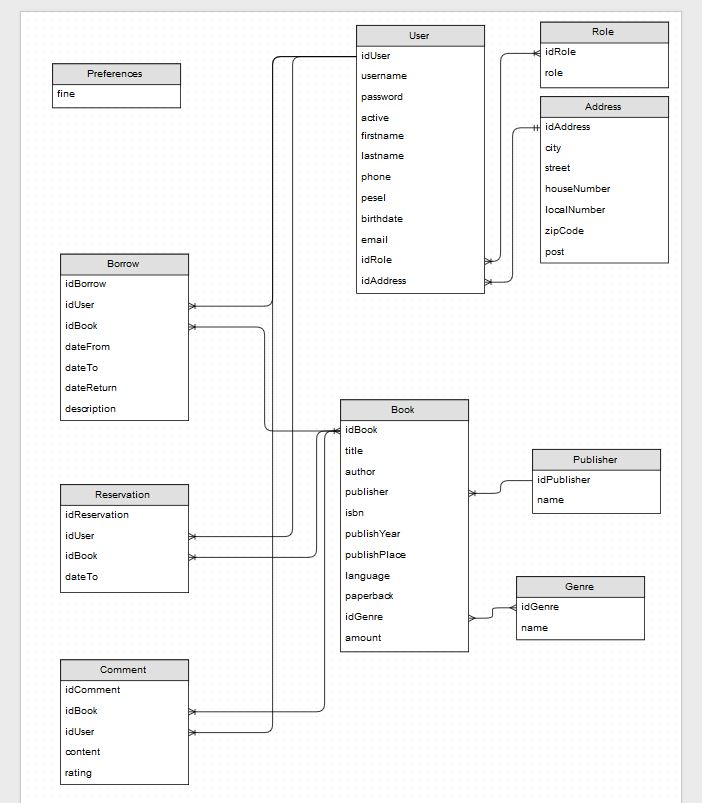 Preferences
fine
User
idUser
username
password
active
firstname
lastname
phone
pesel
birthdate
email
idRole
idAddress
Role
idRole
role
Address
idAddress
city
street
houseNumber
localNumber
zipCode
post
Borrow
idBorrow
idUser
idBook
dateFrom
dateTo
dateReturn
description
Book
idBook
title
author
publisher
isbn
publishYear
publishPlace
language
paperback
idGenre
amount
Publisher
idPublisher
name
Reservation
idReservation
idUser
idBook
dateTo
Genre
idGenre
name
Comment
idComment
idBook
idUser
content
rating